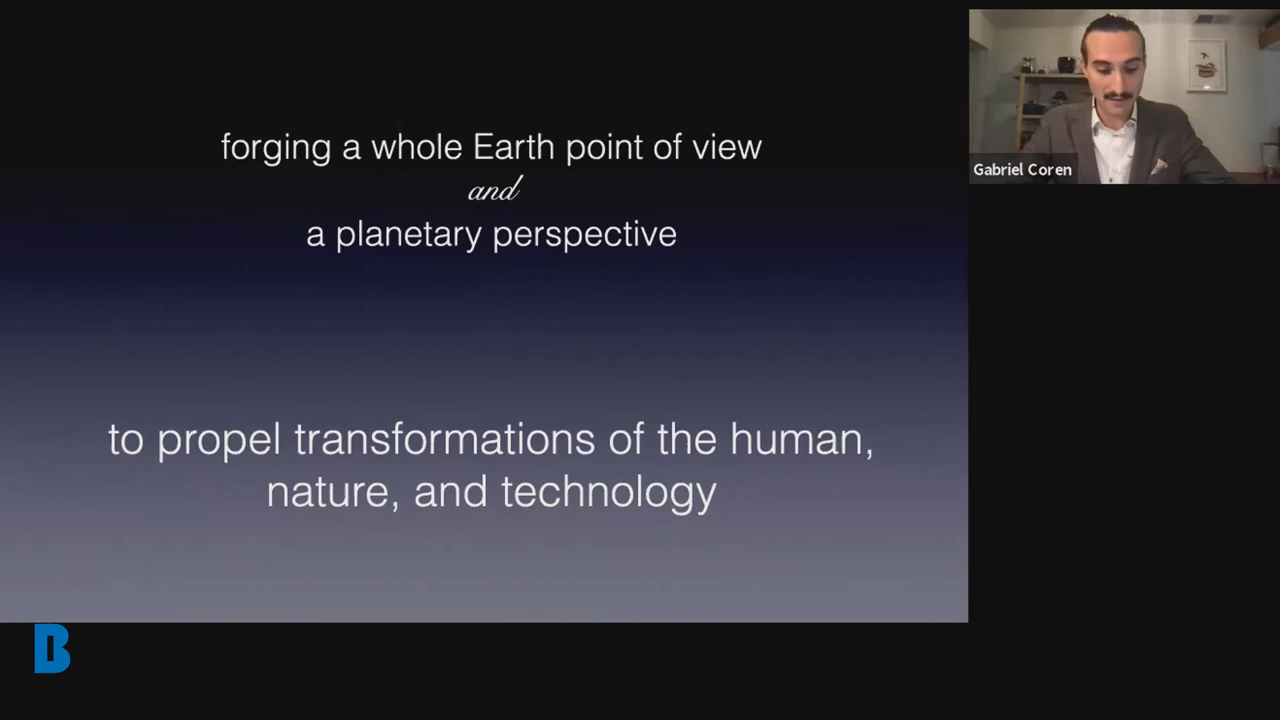 forging a whole Earth point of view
and
a planetary perspective
to propel transformations of the human,
nature, and technology
Gabriel Coren
B